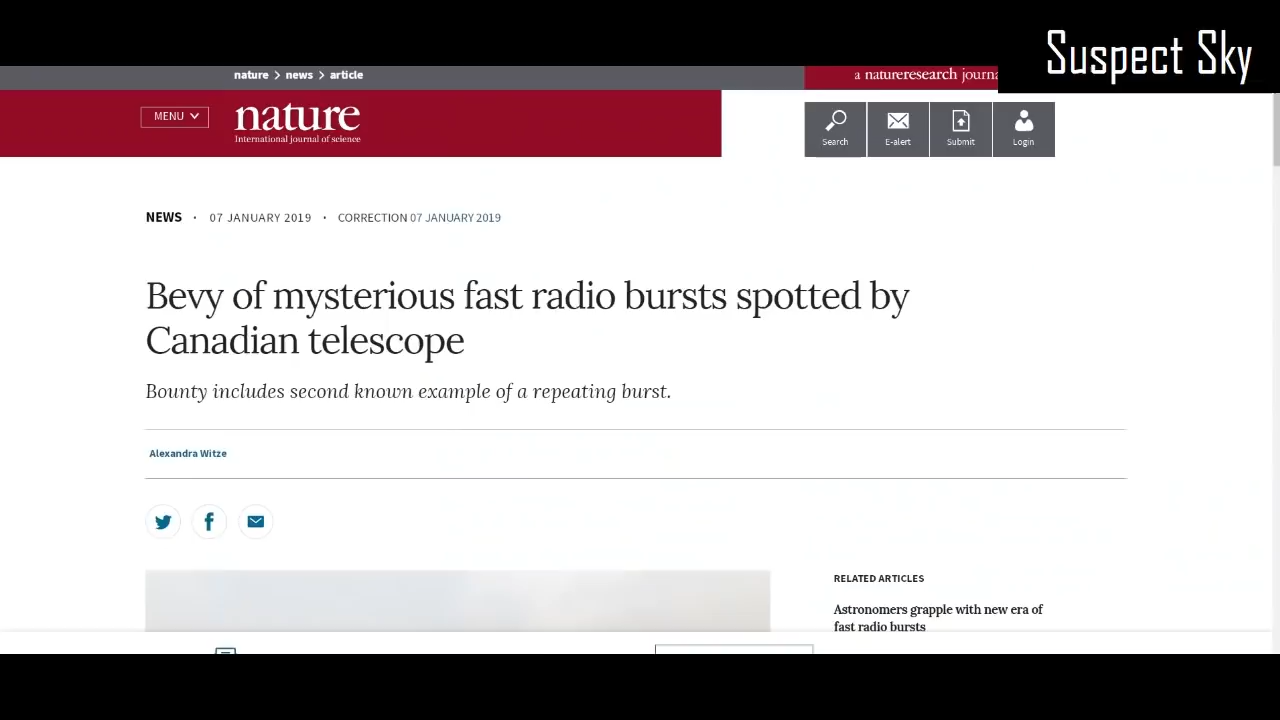 Suspect Sky
nature > news > article
a natureresearch journa
MENU
nature
International journal of science
Search
E-alert
Submit
Login
NEWS · 07 JANUARY 2019 · CORRECTION 07 JANUARY 2019
Bevy of mysterious fast radio bursts spotted by
Canadian telescope
Bounty includes second known example of a repeating burst.
Alexandra Witze
RELATED ARTICLES
Astronomers grapple with new era of
fast radio bursts